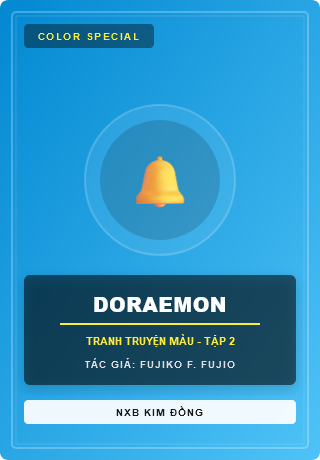 COLOR SPECIAL
DORAEMON
TRANH TRUYỆN MÀU - TẬP 2
TÁC GIẢ: FUJIKO F. FUJIO
NXB KIM ĐỒNG